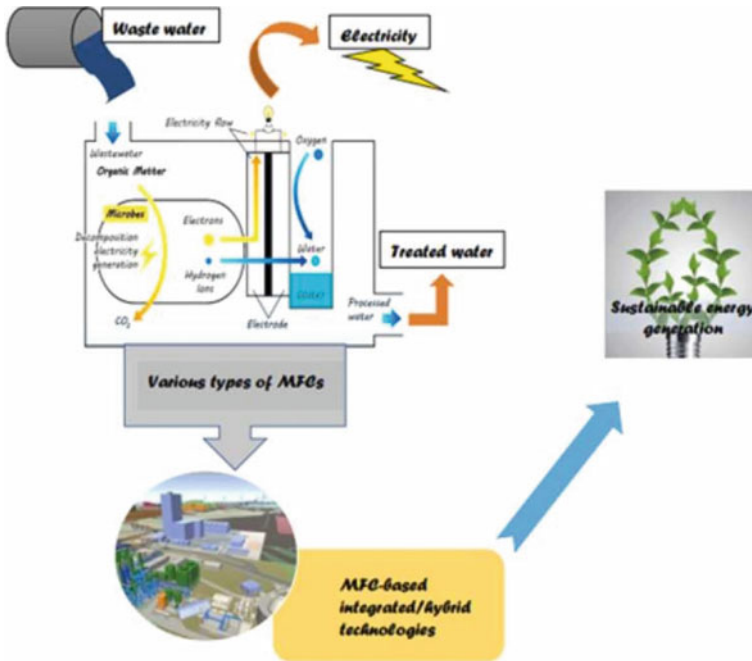 Waste water
Electricity
Electricity flow
Oxygen
Wastewater
Organic Matter
Microbes
Decomposition
electricity
generation
Electrons
Hydrogen
Ions
Water
CO₂
Electrode
Processed
water
Treated water
Sustainable energy
generation
Various types of MFCs
MFC-based
integrated/hybrid
technologies